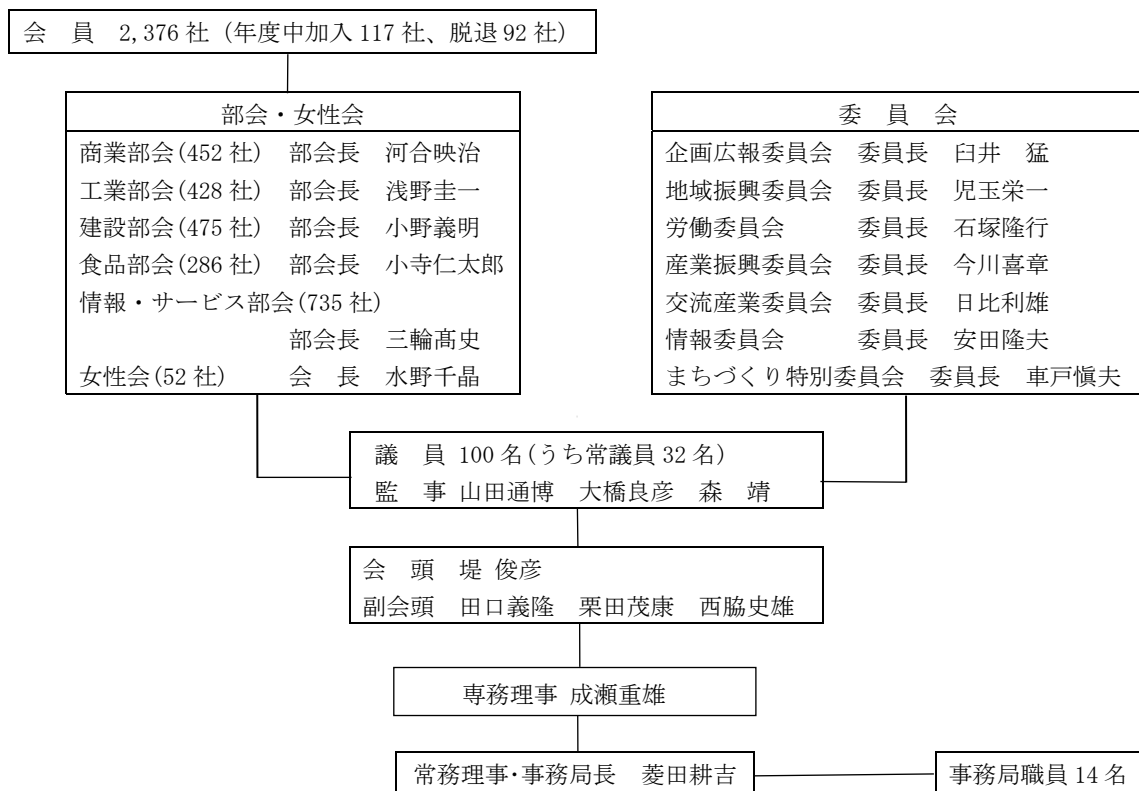 会　員　2,376 社（年度中加入 117 社、脱退 92 社）
部会・女性会
商業部会(452 社)　部会長　河合映治
工業部会(428 社)　部会長　浅野圭一
建設部会(475 社)　部会長　小野義明
食品部会(286 社)　部会長　小寺仁太郎
情報・サービス部会(735 社)
部会長　三輪髙史
女性会(52 社)　会　長　水野千晶
委　員　会
企画広報委員会　委員長　臼井　猛
地域振興委員会　委員長　児玉栄一
労働委員会　委員長　石塚隆行
産業振興委員会　委員長　今川喜章
交流産業委員会　委員長　日比利雄
情報委員会　委員長　安田隆夫
まちづくり特別委員会　委員長　車戸愼夫
議　員 100 名(うち常議員 32 名)
監　事 山田通博　大橋良彦　森　靖
会　頭　堤 俊彦
副会頭　田口義隆　栗田茂康　西脇史雄
専務理事 成瀬重雄
常務理事・事務局長　菱田耕吉
事務局職員 14 名